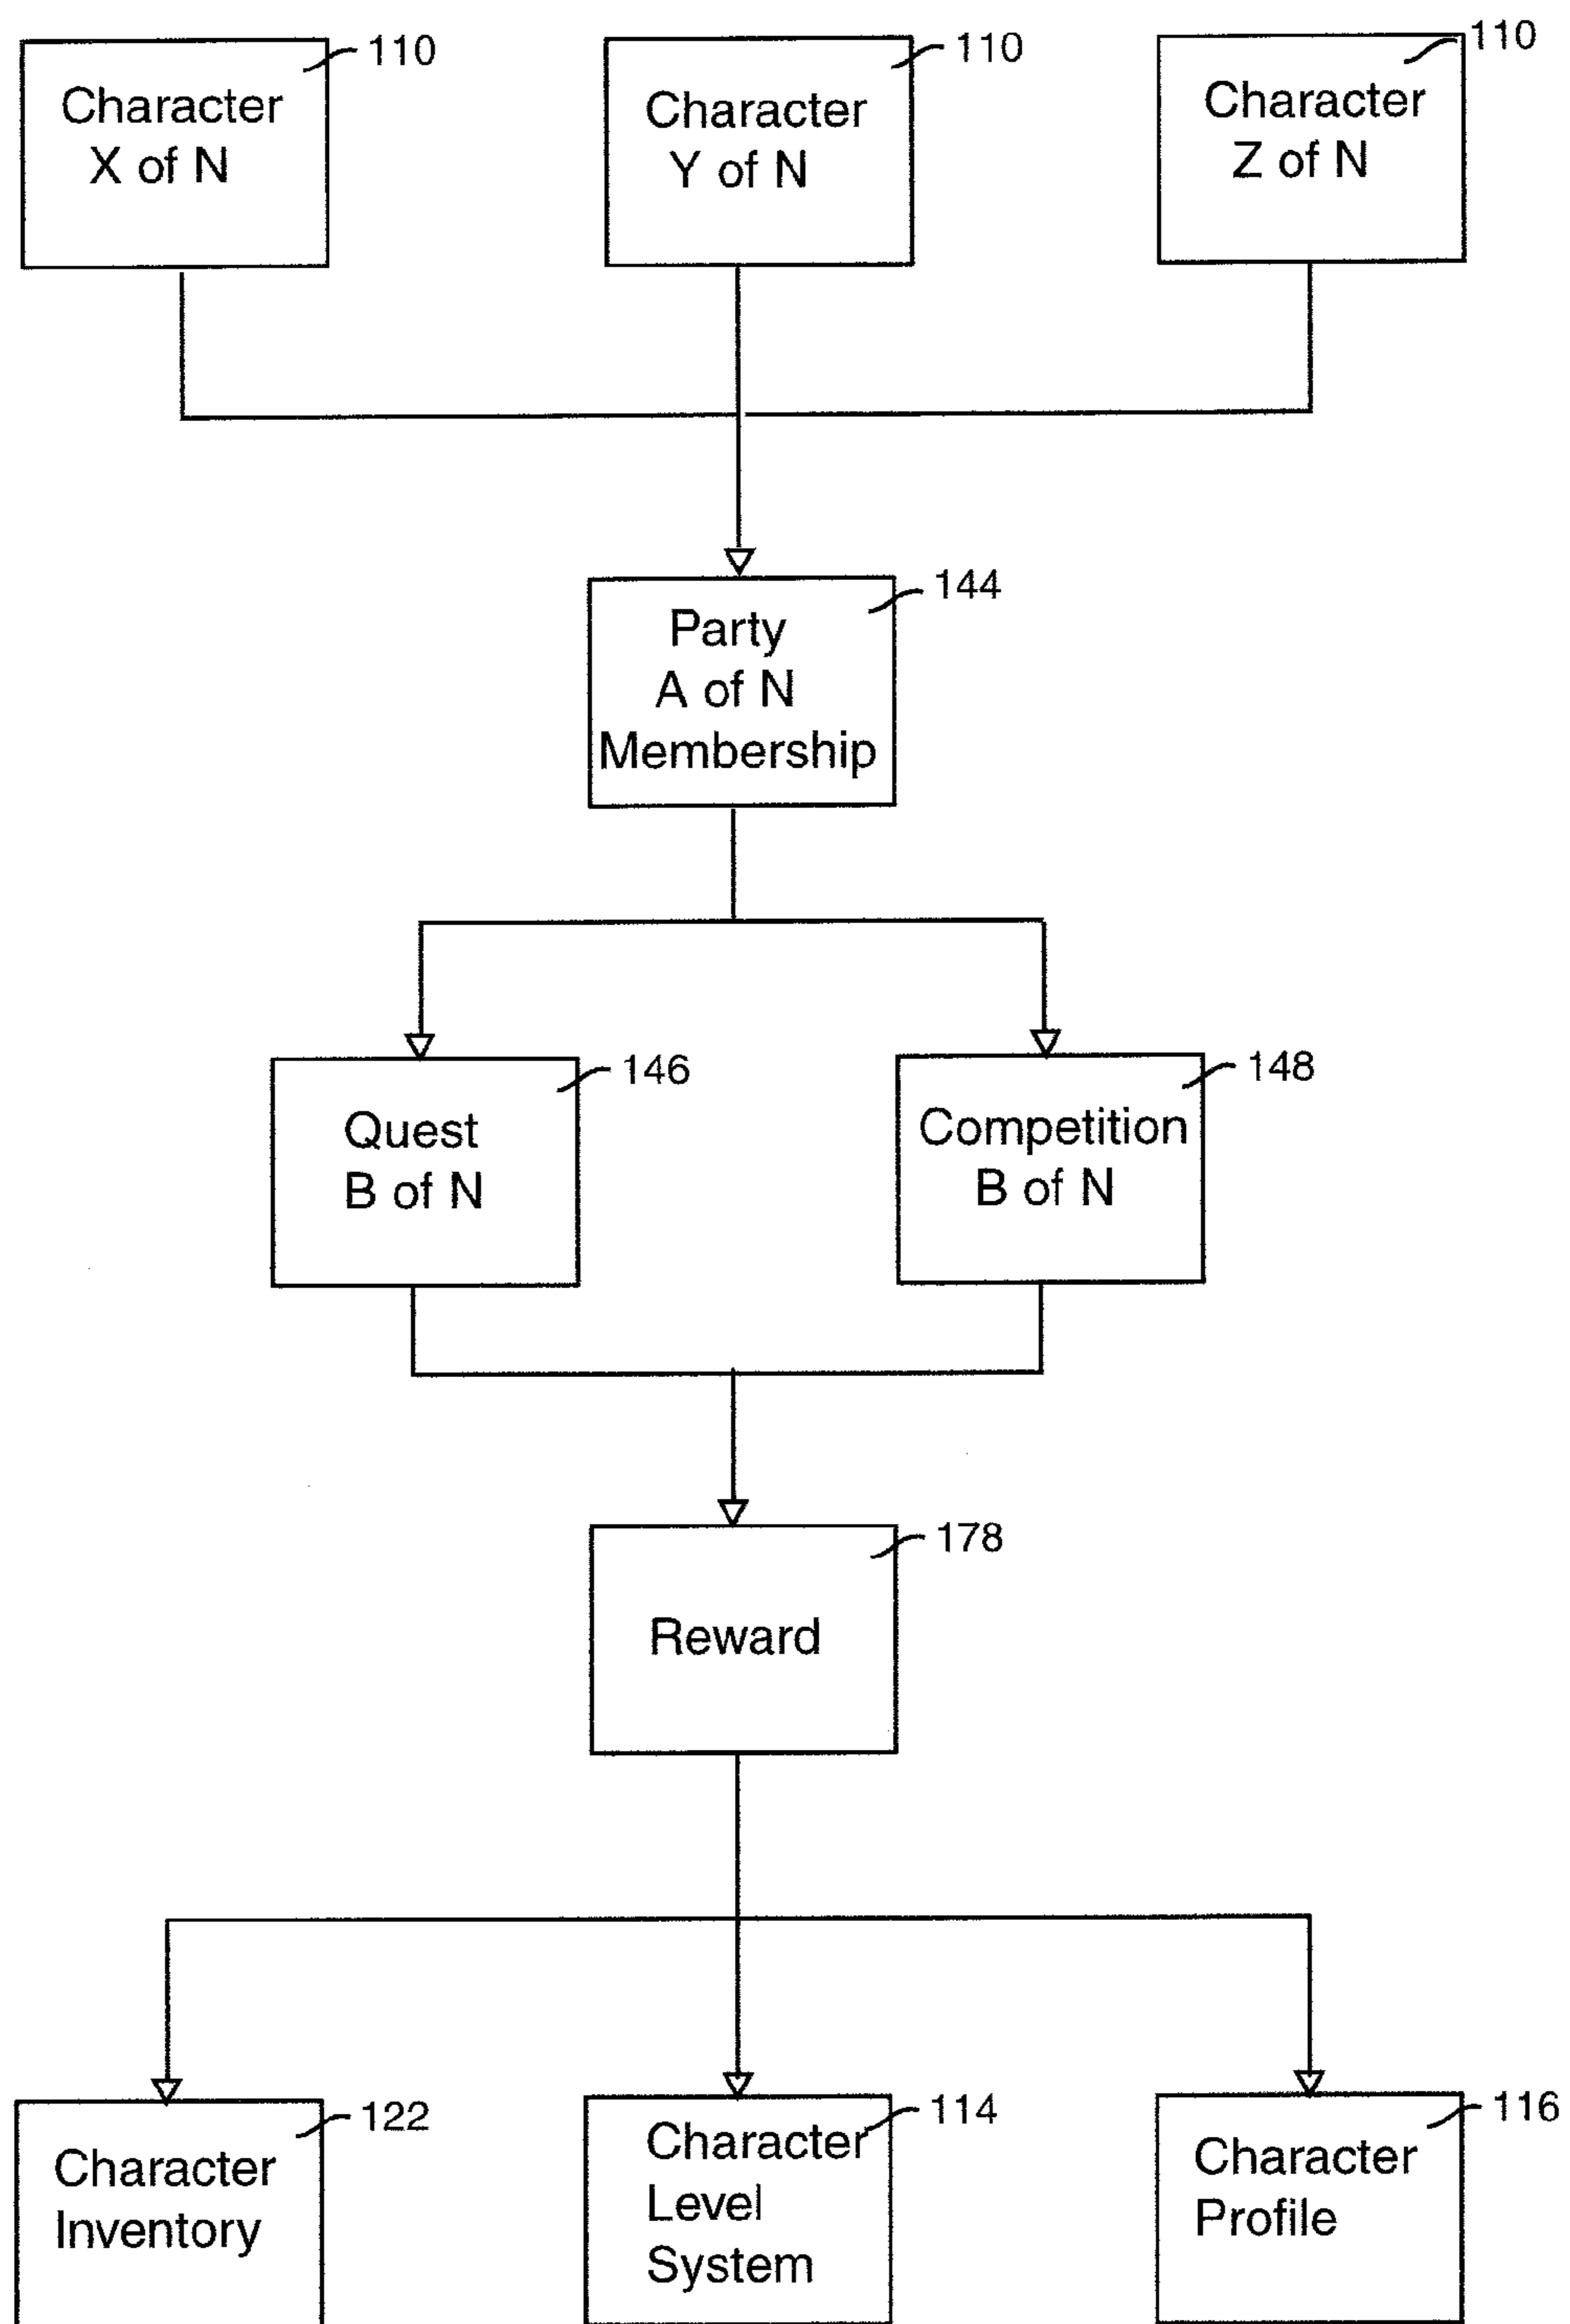 110
Character
X of N
110
Character
Y of N
110
Character
Z of N
144
Party
A of N
Membership
146
Quest
B of N
148
Competition
B of N
178
Reward
122
Character
Inventory
114
Character
Level
System
116
Character
Profile